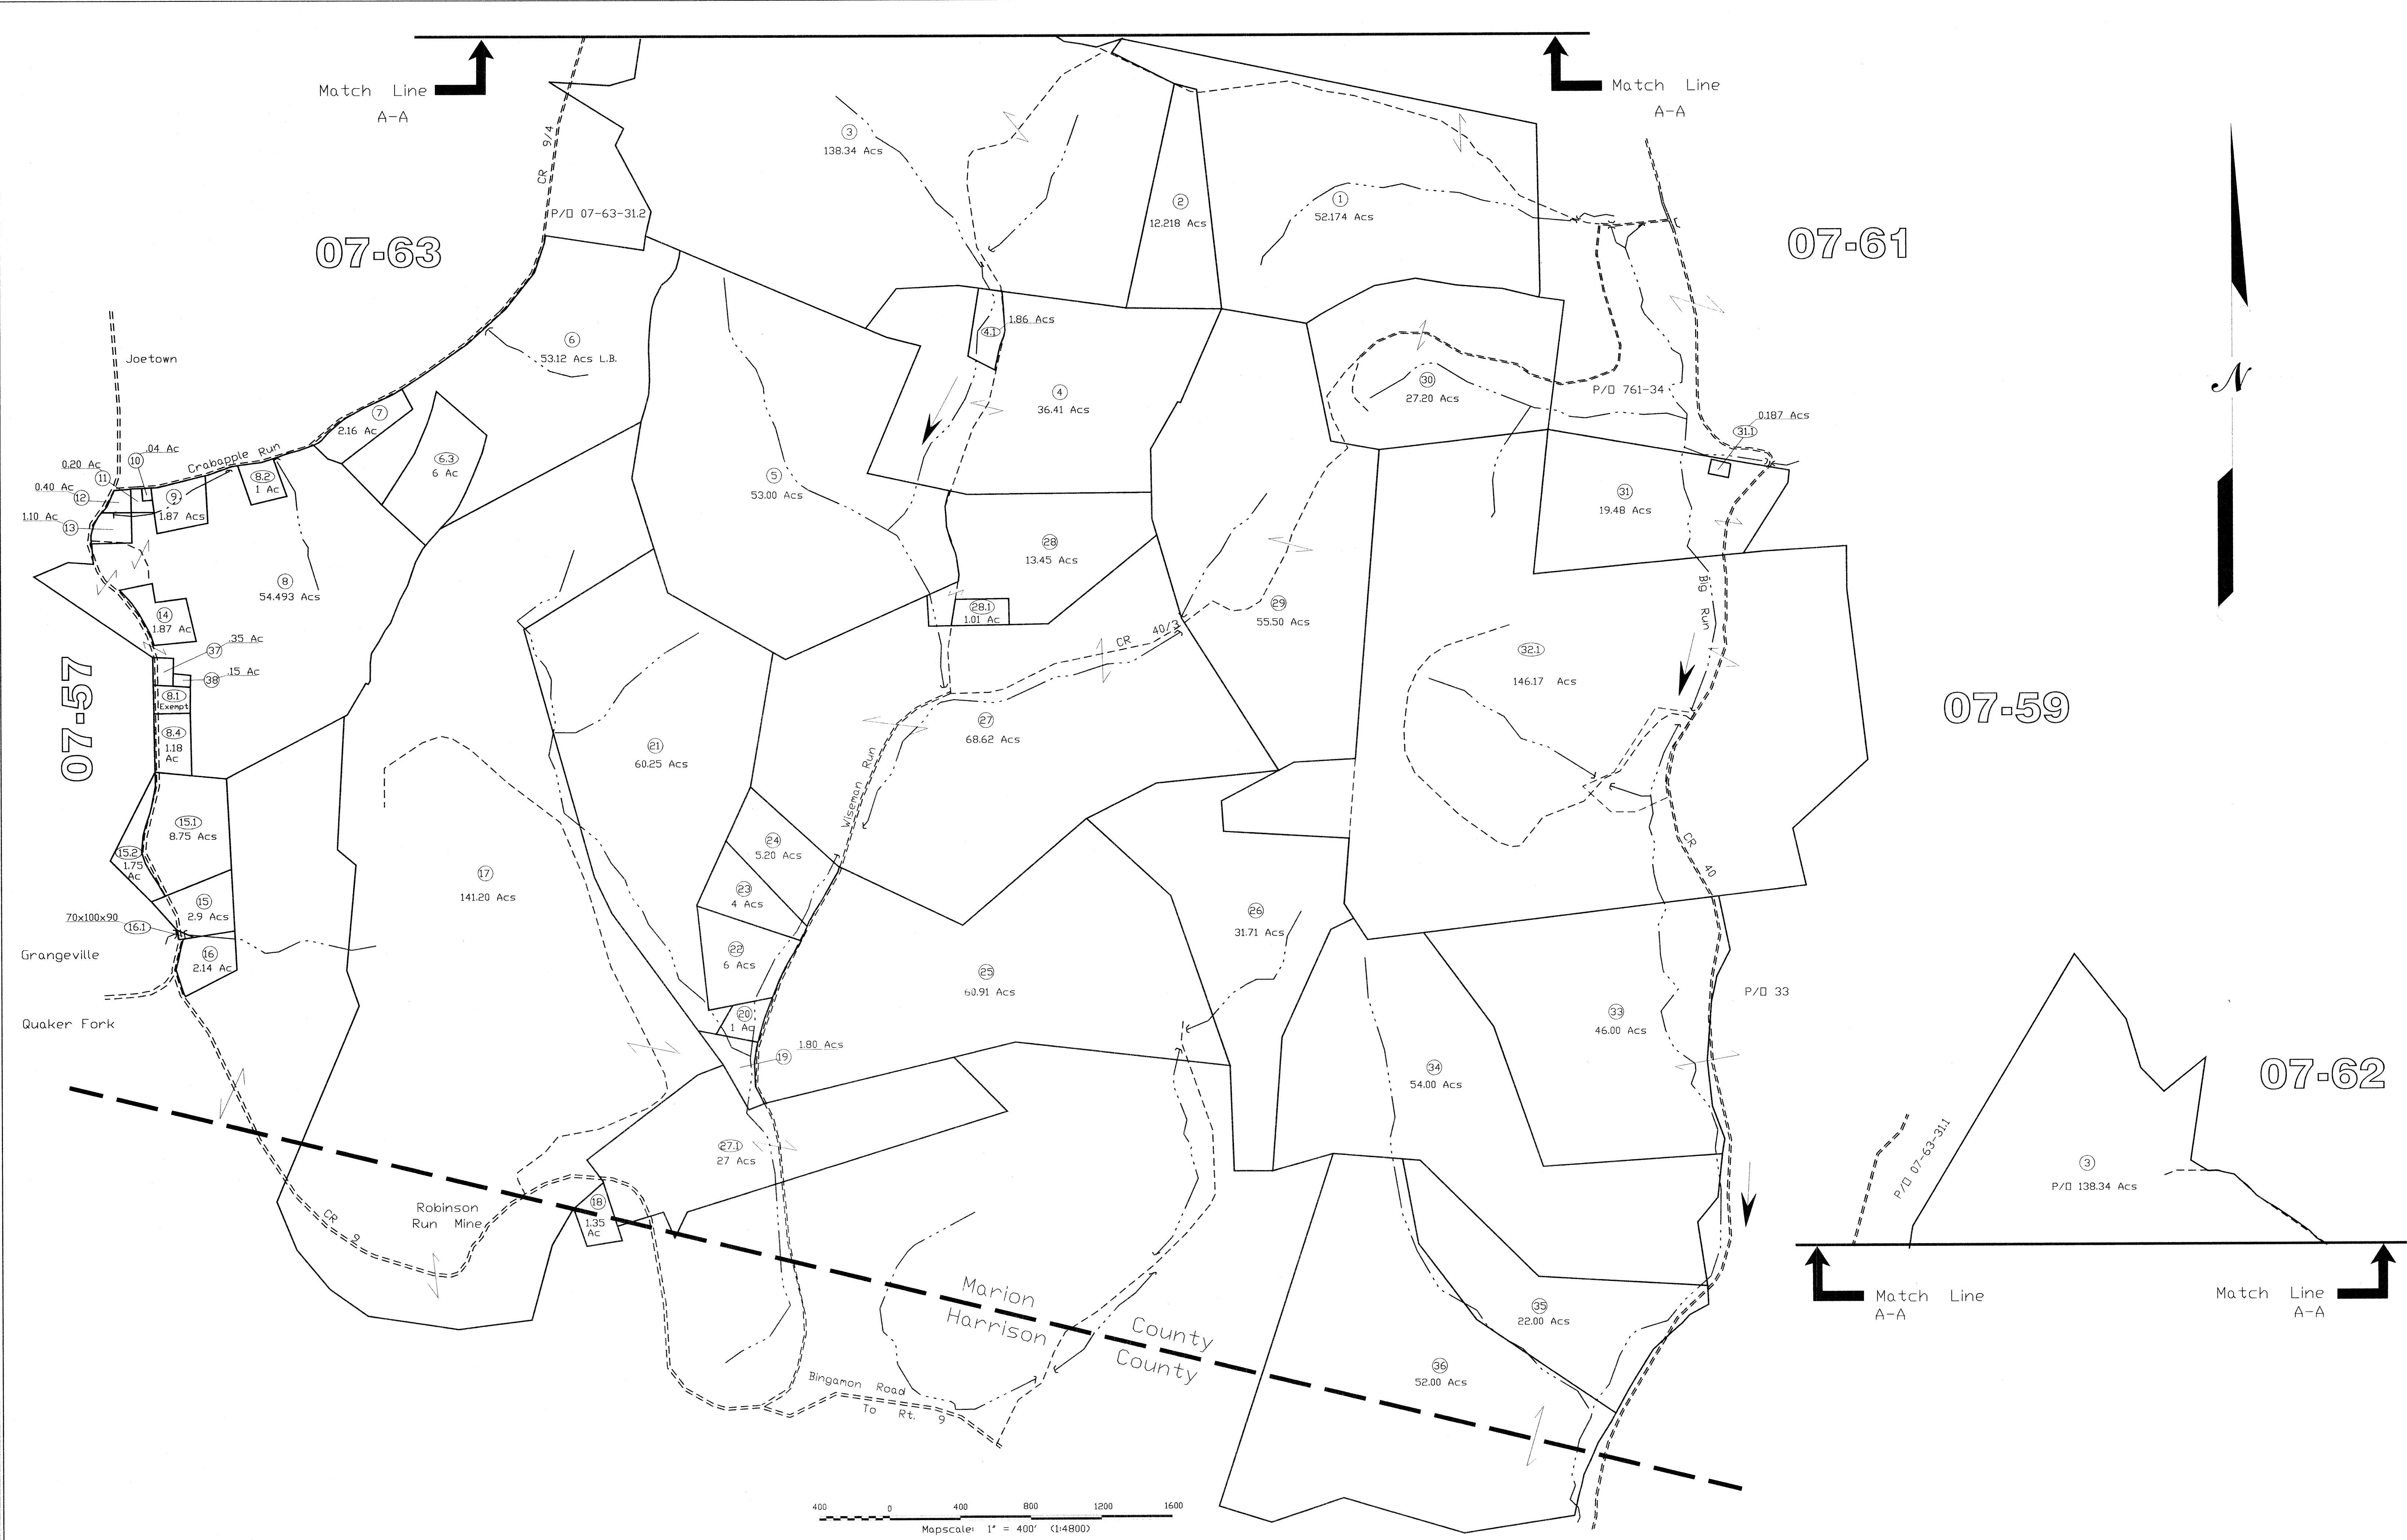 Match Line
A-A
Match Line
A-A
CR 9/4
3
138.34 Acs
2
12.218 Acs
1
52.174 Acs
P/O 07-63-31.2
07-63
07-61
N
Joetown
6
53.12 Acs L.B.
4.1
1.86 Acs
4
36.41 Acs
30
27.20 Acs
P/O 761-34
0.187 Acs
31.1
7
2.16 Ac
Crabapple Run
.04 Ac
10
0.20 Ac
11
0.40 Ac
12
1.10 Ac
13
9
1.87 Acs
8.2
1 Ac
6.3
6 Ac
5
53.00 Acs
31
19.48 Acs
28
13.45 Acs
28.1
1.01 Ac
8
54.493 Acs
14
1.87 Ac
.35 Ac
37
.15 Ac
38
8.1
Exempt
8.4
1.18
Ac
07-57
CR 40/3
29
55.50 Acs
Big Run
32.1
146.17 Acs
07-59
21
60.25 Acs
27
68.62 Acs
Wiseman Run
15.1
8.75 Acs
15.2
1.75
Ac
24
5.20 Acs
23
4 Acs
22
6 Acs
17
141.20 Acs
CR 40
15
2.9 Acs
70x100x90
16.1
Grangeville
16
2.14 Ac
Quaker Fork
26
31.71 Acs
25
60.91 Acs
20
1 Ac
1.80 Acs
19
33
46.00 Acs
P/O 33
34
54.00 Acs
07-62
27.1
27 Acs
P/O 07-63-31.1
3
P/O 138.34 Acs
18
1.35
Ac
Robinson
Run Mine
CR 9
Marion County
Harrison County
Match Line
A-A
Match Line
A-A
35
22.00 Acs
36
52.00 Acs
Bingamon Road
To Rt. 9
400 0 400 800 1200 1600
Mapscale: 1" = 400' (1:4800)